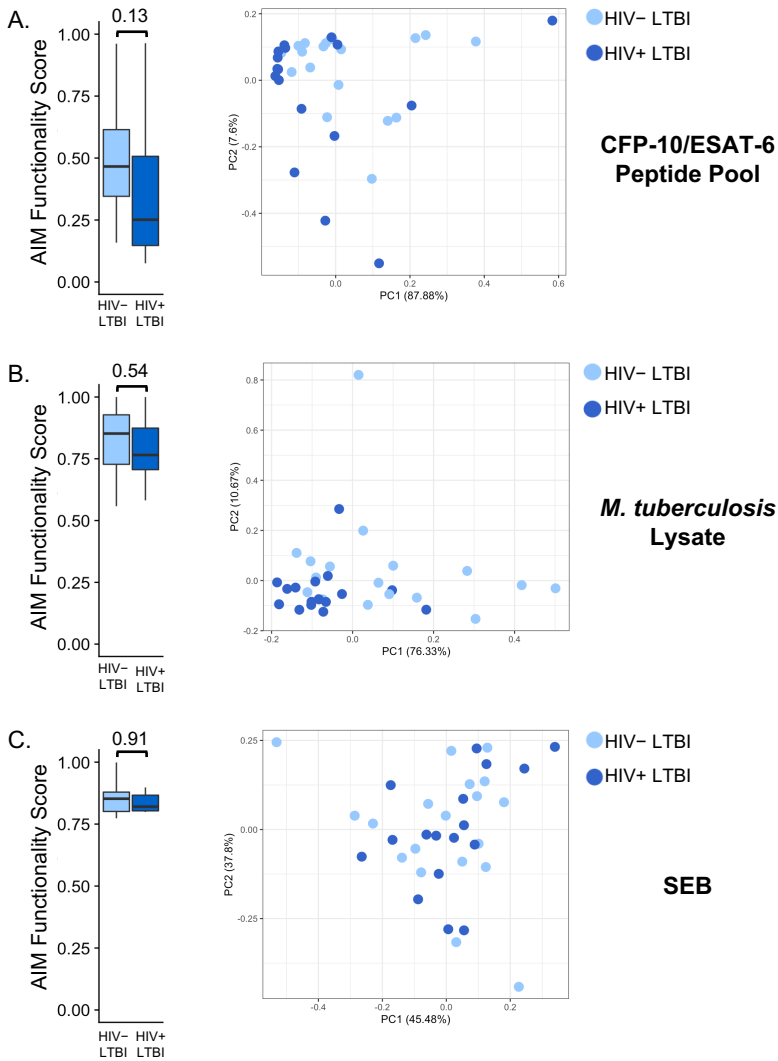 A.
0.13
AIM Functionality Score
1.00
0.75
0.50
0.25
0.00
HIV− HIV+
LTBI LTBI
PC2 (7.6%)
0.2
0.0
-0.2
-0.4
0.0 0.2 0.4 0.6
PC1 (87.88%)
HIV− LTBI
HIV+ LTBI
CFP-10/ESAT-6
Peptide Pool
B.
0.54
AIM Functionality Score
1.00
0.75
0.50
0.25
0.00
HIV− HIV+
LTBI LTBI
PC2 (10.67%)
0.8
0.6
0.4
0.2
0.0
-0.2
-0.2 0.0 0.2 0.4
PC1 (76.33%)
HIV− LTBI
HIV+ LTBI
M. tuberculosis
Lysate
C.
0.91
AIM Functionality Score
1.00
0.75
0.50
0.25
0.00
HIV− HIV+
LTBI LTBI
PC2 (37.8%)
0.25
0.00
-0.25
-0.4 -0.2 0.0 0.2
PC1 (45.48%)
HIV− LTBI
HIV+ LTBI
SEB